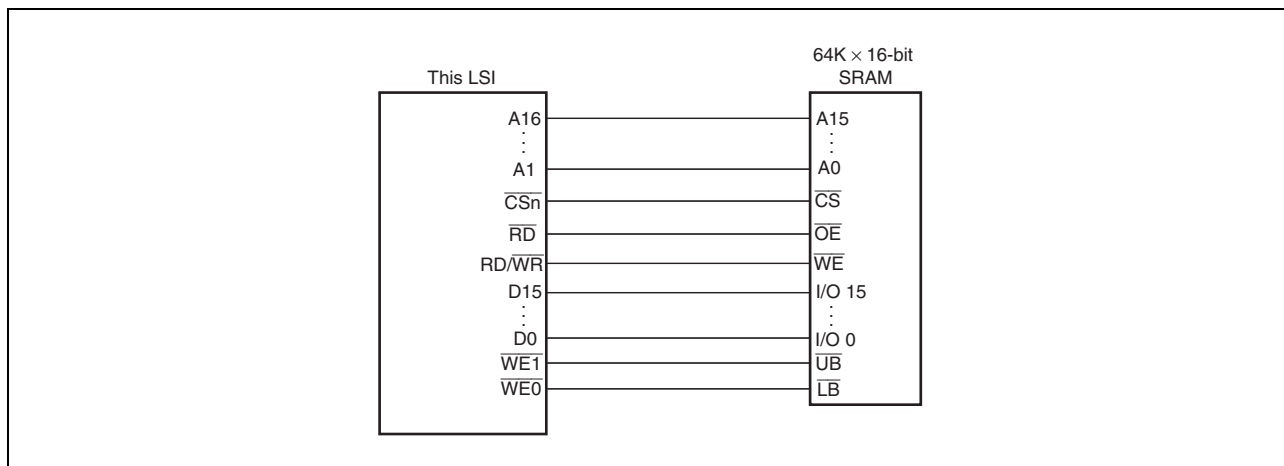 64K × 16-bit
This LSI SRAM
A16 A15
A1 A0
CSn CS
RD OE
RD/WR WE
D15 I/O 15
D0 I/O 0
WE1 UB
WE0 LB